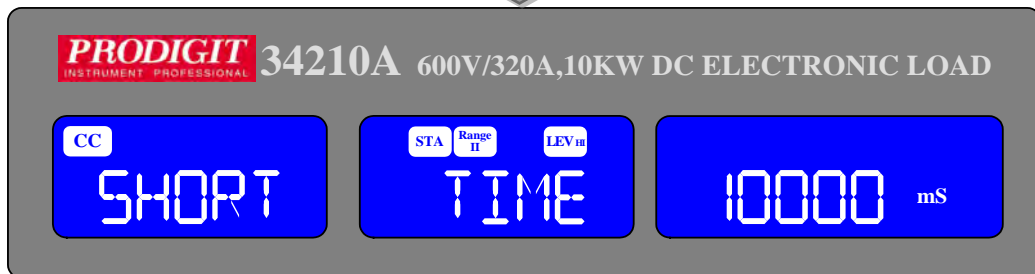 PRODIGIT
INSTRUMENT PROFESSIONAL
34210A 600V/320A,10KW DC ELECTRONIC LOAD
CC
SHORT
STA Range II LEV HI
TIME
10000 mS